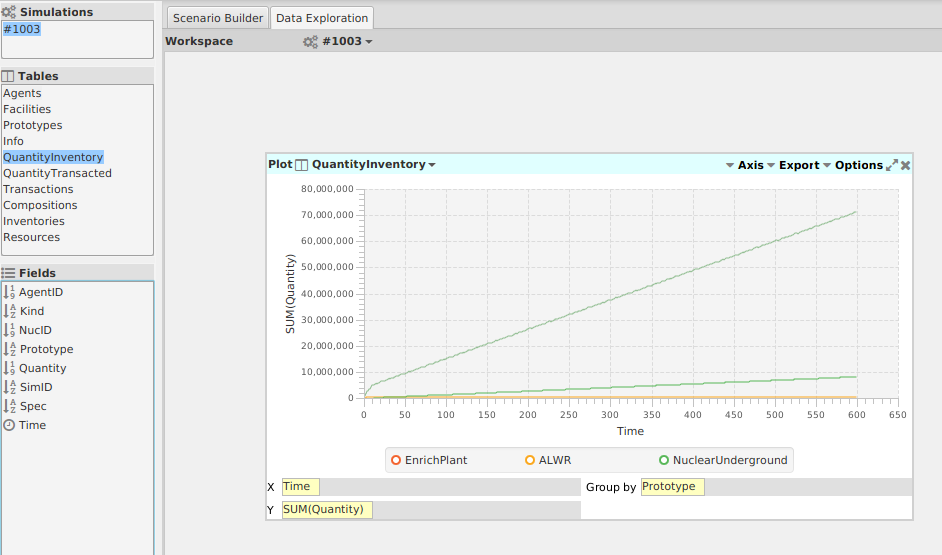 Simulations
#1003
Tables
Agents
Facilities
Prototypes
Info
QuantityInventory
QuantityTransacted
Transactions
Compositions
Inventories
Resources
Fields
AgentID
Kind
NucID
Prototype
Quantity
SimID
Spec
Time
Scenario Builder Data Exploration
Workspace #1003
Plot QuantityInventory Axis Export Options
80,000,000
70,000,000
60,000,000
50,000,000
40,000,000
30,000,000
20,000,000
10,000,000
0
SUM(Quantity)
0 50 100 150 200 250 300 350 400 450 500 550 600 650
Time
EnrichPlant ALWR NuclearUnderground
X Time Group by Prototype
Y SUM(Quantity)